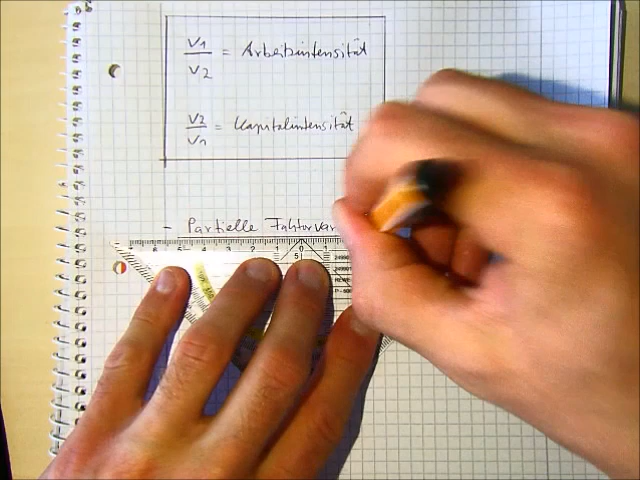 v1
v2 = Arbeitsintensität
v2
v1 = Kapitalintensität
- Partielle Faktorvar